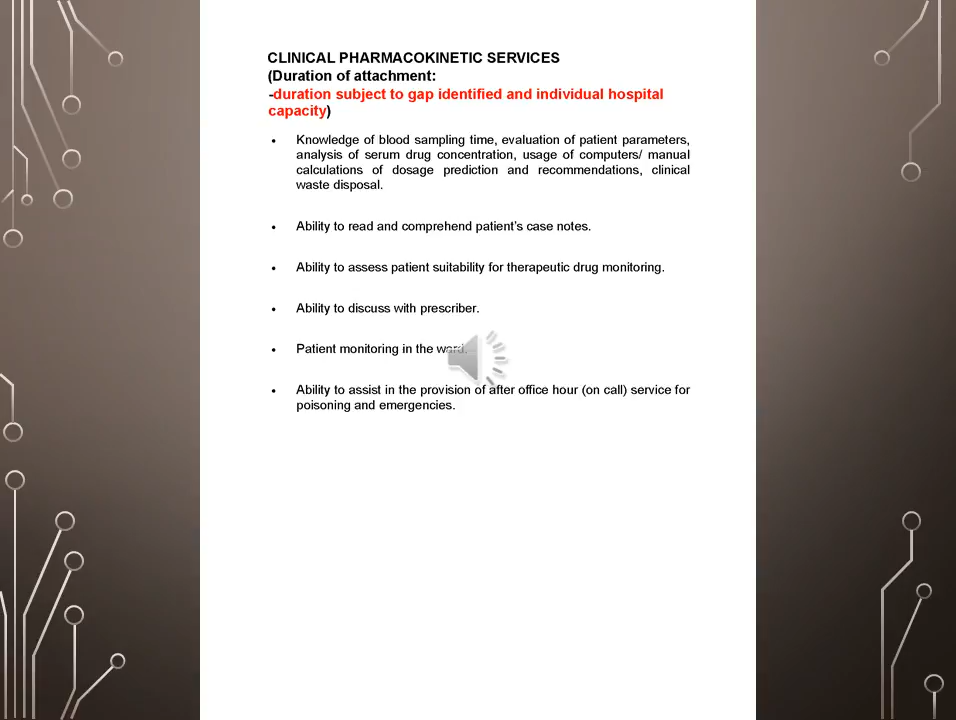 CLINICAL PHARMACOKINETIC SERVICES
(Duration of attachment:
-duration subject to gap identified and individual hospital
capacity)
• Knowledge of blood sampling time, evaluation of patient parameters,
analysis of serum drug concentration, usage of computers/ manual
calculations of dosage prediction and recommendations, clinical
waste disposal.
• Ability to read and comprehend patient's case notes.
• Ability to assess patient suitability for therapeutic drug monitoring.
• Ability to discuss with prescriber.
• Patient monitoring in the ward.
• Ability to assist in the provision of after office hour (on call) service for
poisoning and emergencies.